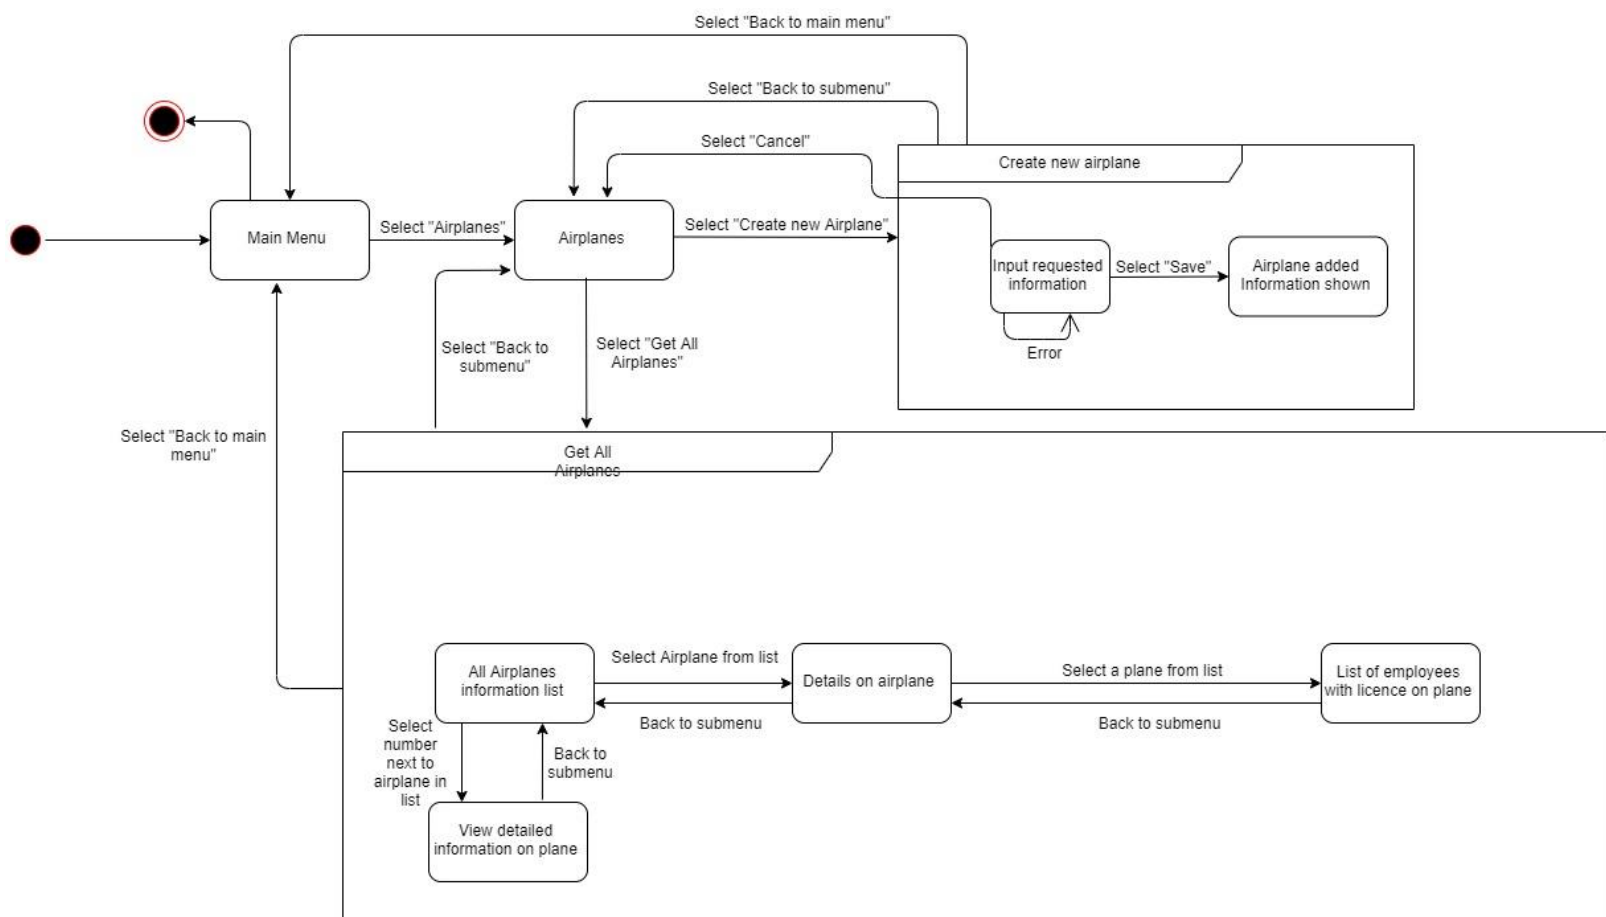 Select "Back to main menu"
Select "Back to submenu"
Select "Cancel"
Create new airplane
Main Menu
Select "Airplanes"
Airplanes
Select "Create new Airplane"
Input requested
information
Select "Save"
Airplane added
Information shown
Error
Select "Back to
submenu"
Select "Get All
Airplanes"
Select "Back to main
menu"
Get All
Airplanes
All Airplanes
information list
Select Airplane from list
Details on airplane
Select a plane from list
List of employees
with licence on plane
Back to submenu
Back to submenu
Select
number
next to
airplane in
list
Back to
submenu
View detailed
information on plane